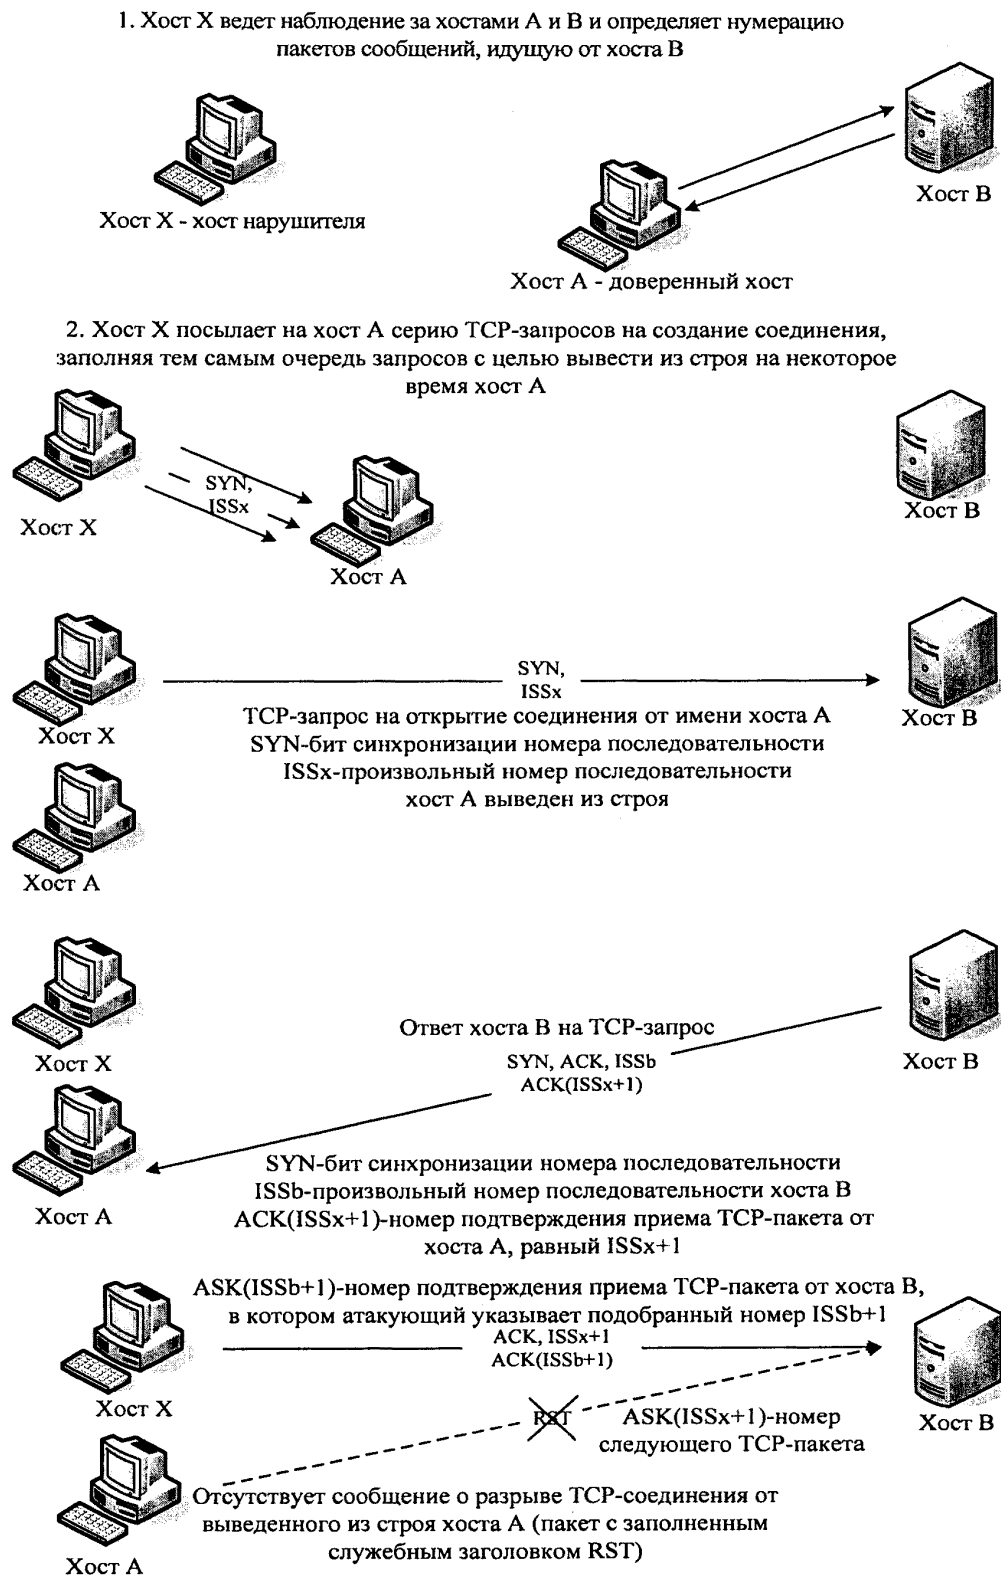 1. Хост X ведет наблюдение за хостами A и B и определяет нумерацию
пакетов сообщений, идущую от хоста B
Хост X - хост нарушителя
Хост B
Хост A - доверенный хост
2. Хост X посылает на хост A серию TCP-запросов на создание соединения,
заполняя тем самым очередь запросов с целью вывести из строя на некоторое
время хост A
SYN,
ISSx
Хост X
Хост A
Хост B
SYN,
ISSx
TCP-запрос на открытие соединения от имени хоста A
SYN-бит синхронизации номера последовательности
ISSx-произвольный номер последовательности
хост A выведен из строя
Хост X
Хост B
Хост A
Ответ хоста B на TCP-запрос
SYN, ACK, ISSb
ACK(ISSx+1)
Хост X
Хост B
SYN-бит синхронизации номера последовательности
ISSb-произвольный номер последовательности хоста B
ACK(ISSx+1)-номер подтверждения приема TCP-пакета от
хоста A, равный ISSx+1
Хост A
ASK(ISSb+1)-номер подтверждения приема TCP-пакета от хоста B,
в котором атакующий указывает подобранный номер ISSb+1
ACK, ISSx+1
ACK(ISSb+1)
Хост X
RST
ASK(ISSx+1)-номер
следующего TCP-пакета
Хост B
Отсутствует сообщение о разрыве TCP-соединения от
выведенного из строя хоста A (пакет с заполненным
служебным заголовком RST)
Хост A